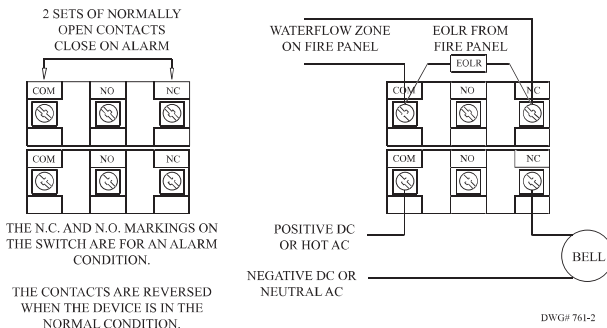 2 SETS OF NORMALLY
OPEN CONTACTS
CLOSE ON ALARM
COM NO NC
COM NO NC
THE N.C. AND N.O. MARKINGS ON
THE SWITCH ARE FOR AN ALARM
CONDITION.
THE CONTACTS ARE REVERSED
WHEN THE DEVICE IS IN THE
NORMAL CONDITION.
WATERFLOW ZONE
ON FIRE PANEL
EOLR FROM
FIRE PANEL
EOLR
COM NO NC
COM NO NC
POSITIVE DC
OR HOT AC
BELL
NEGATIVE DC OR
NEUTRAL AC
DWG# 761-2